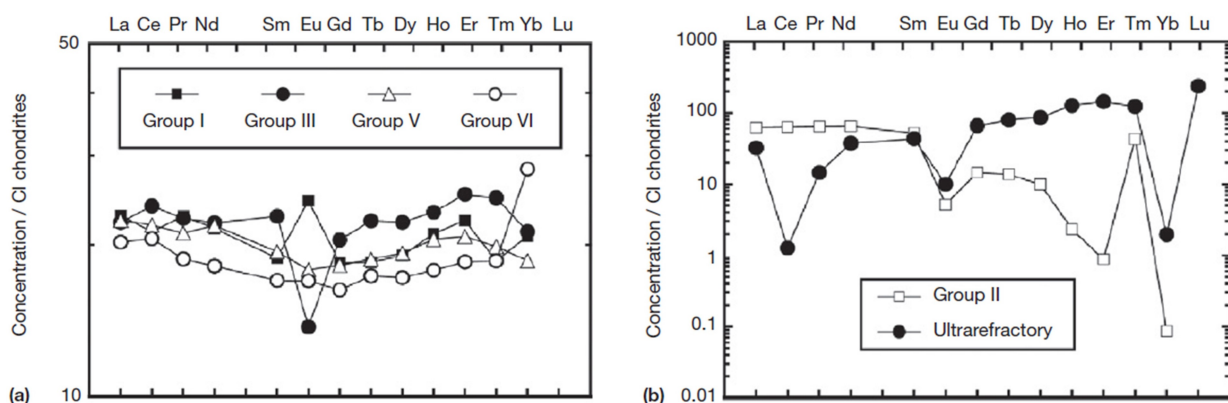 La Ce Pr Nd Sm Eu Gd Tb Dy Ho Er Tm Yb Lu
50
Group I Group III Group V Group VI
Concentration / CI chondrites
(a)
10
La Ce Pr Nd Sm Eu Gd Tb Dy Ho Er Tm Yb Lu
1000
100
10
1
0.1
0.01
Concentration / CI chondrites
Group II
Ultrarefractory
(b)